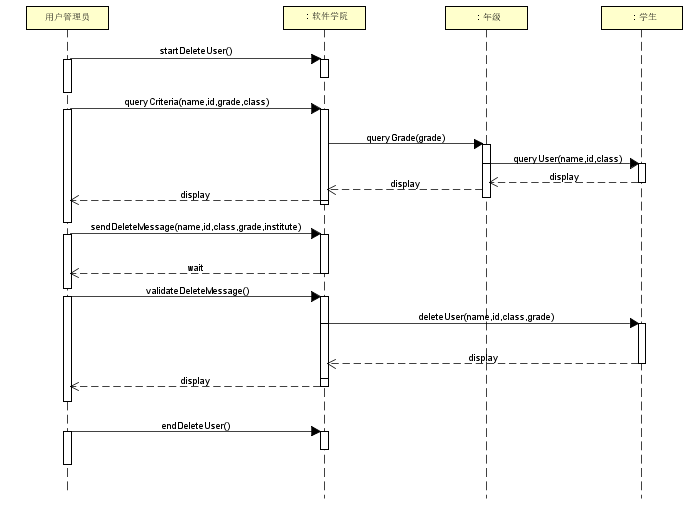 用户管理员
: 软件学院
: 年级
: 学生
startDeleteUser()
queryCriteria(name,id,grade,class)
queryGrade(grade)
queryUser(name,id,class)
display
display
display
sendDeleteMessage(name,id,class,grade,institute)
wait
validateDeleteMessage()
deleteUser(name,id,class,grade)
display
display
endDeleteUser()